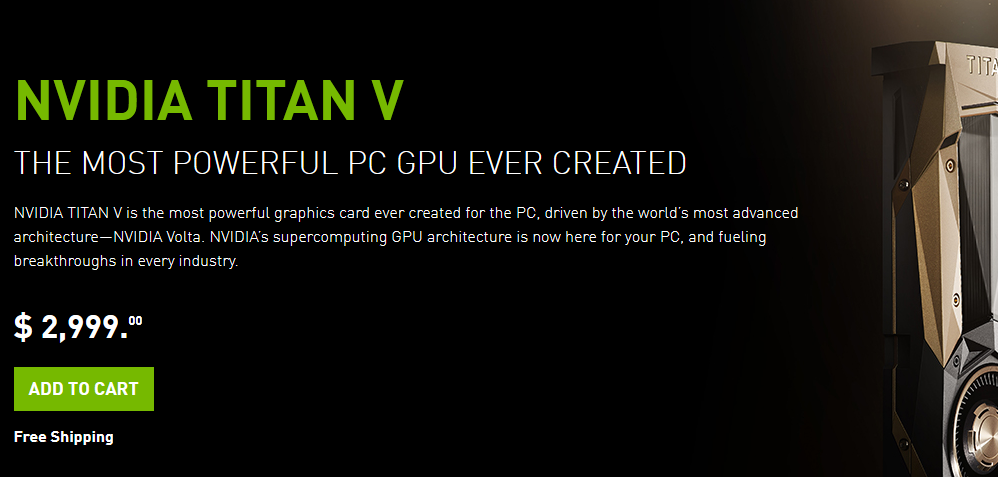 NVIDIA TITAN V
THE MOST POWERFUL PC GPU EVER CREATED
NVIDIA TITAN V is the most powerful graphics card ever created for the PC, driven by the world's most advanced
architecture—NVIDIA Volta. NVIDIA's supercomputing GPU architecture is now here for your PC, and fueling
breakthroughs in every industry.
$ 2,999.00
ADD TO CART
Free Shipping